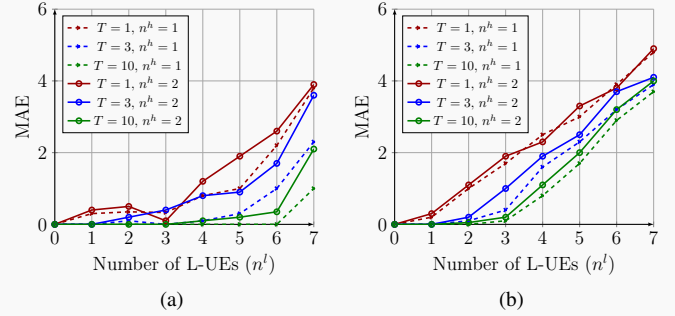 6
4
2
0
MAE
T = 1, n^h = 1
T = 3, n^h = 1
T = 10, n^h = 1
T = 1, n^h = 2
T = 3, n^h = 2
T = 10, n^h = 2
0 1 2 3 4 5 6 7
Number of L-UEs (n^l)
(a)
6
4
2
0
MAE
T = 1, n^h = 1
T = 3, n^h = 1
T = 10, n^h = 1
T = 1, n^h = 2
T = 3, n^h = 2
T = 10, n^h = 2
0 1 2 3 4 5 6 7
Number of L-UEs (n^l)
(b)